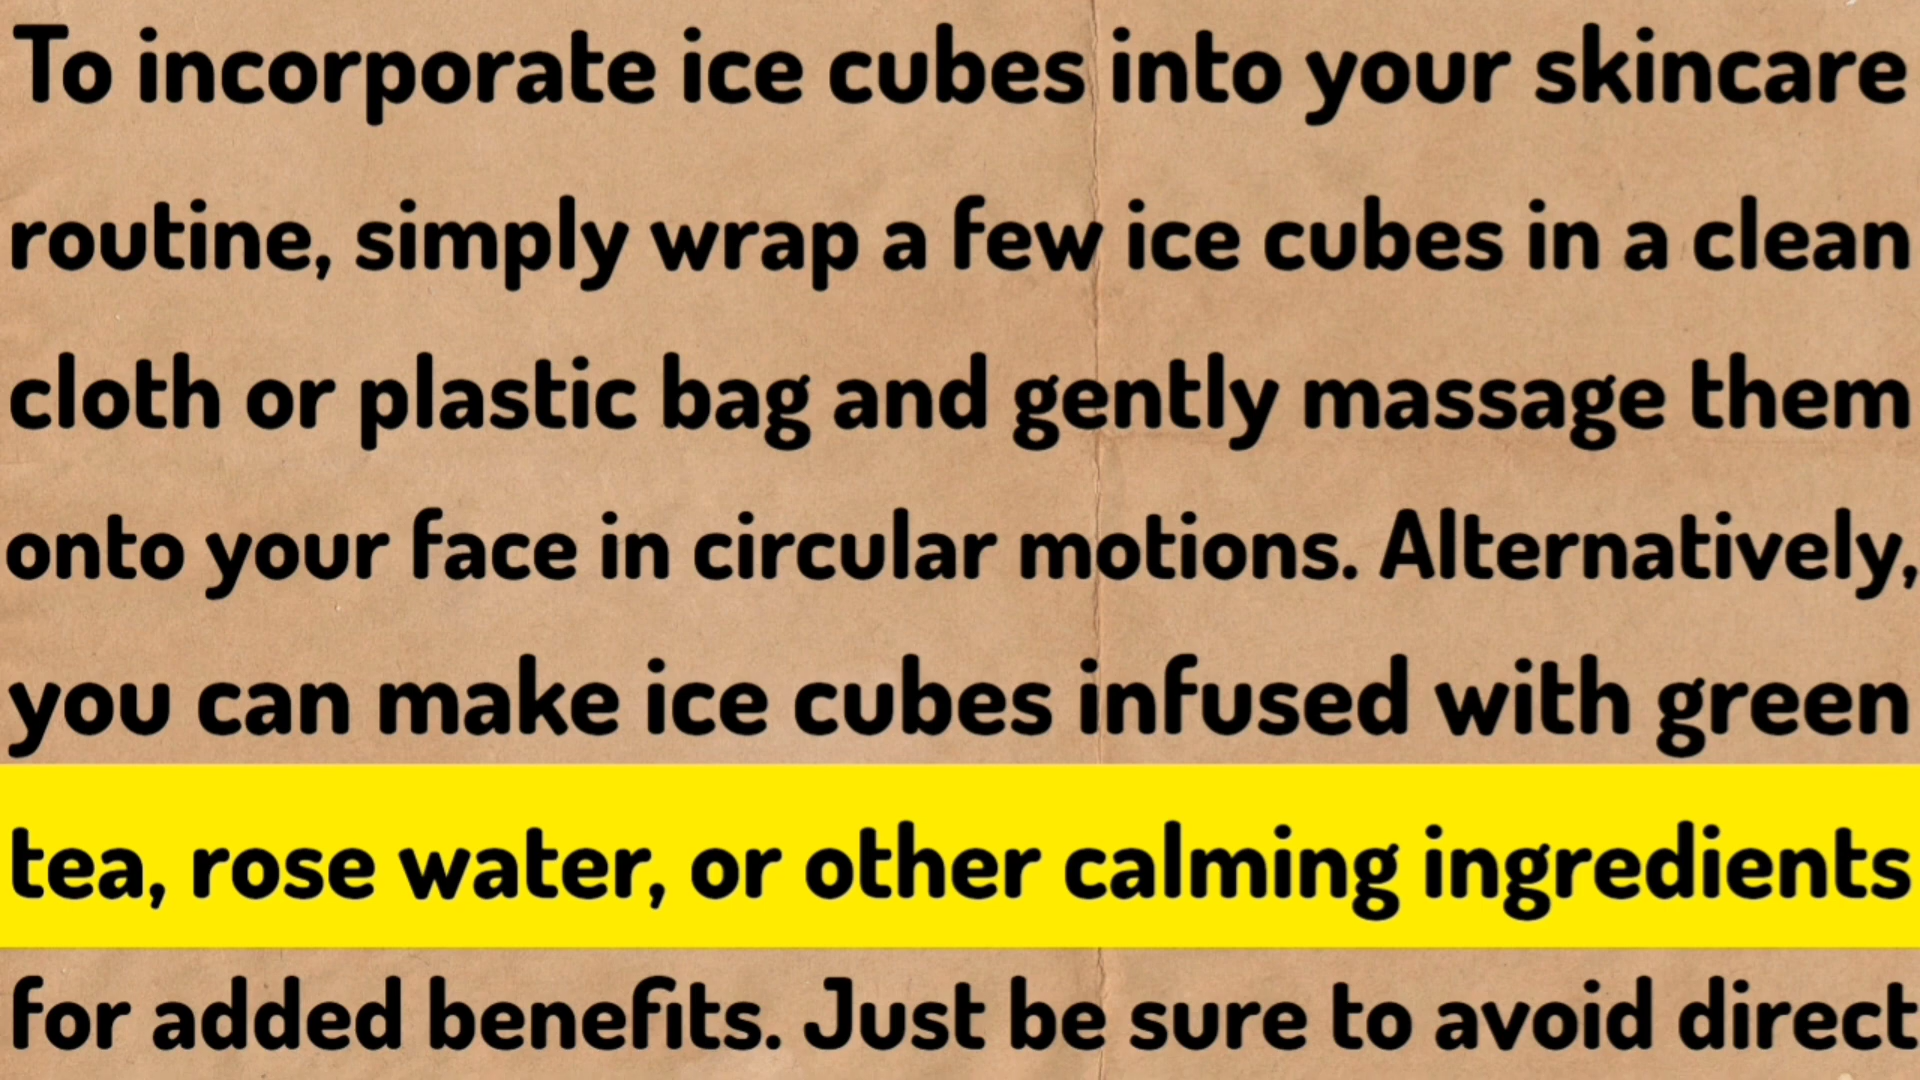 To incorporate ice cubes into your skincare
routine, simply wrap a few ice cubes in a clean
cloth or plastic bag and gently massage them
onto your face in circular motions. Alternatively,
you can make ice cubes infused with green
tea, rose water, or other calming ingredients
for added benefits. Just be sure to avoid direct